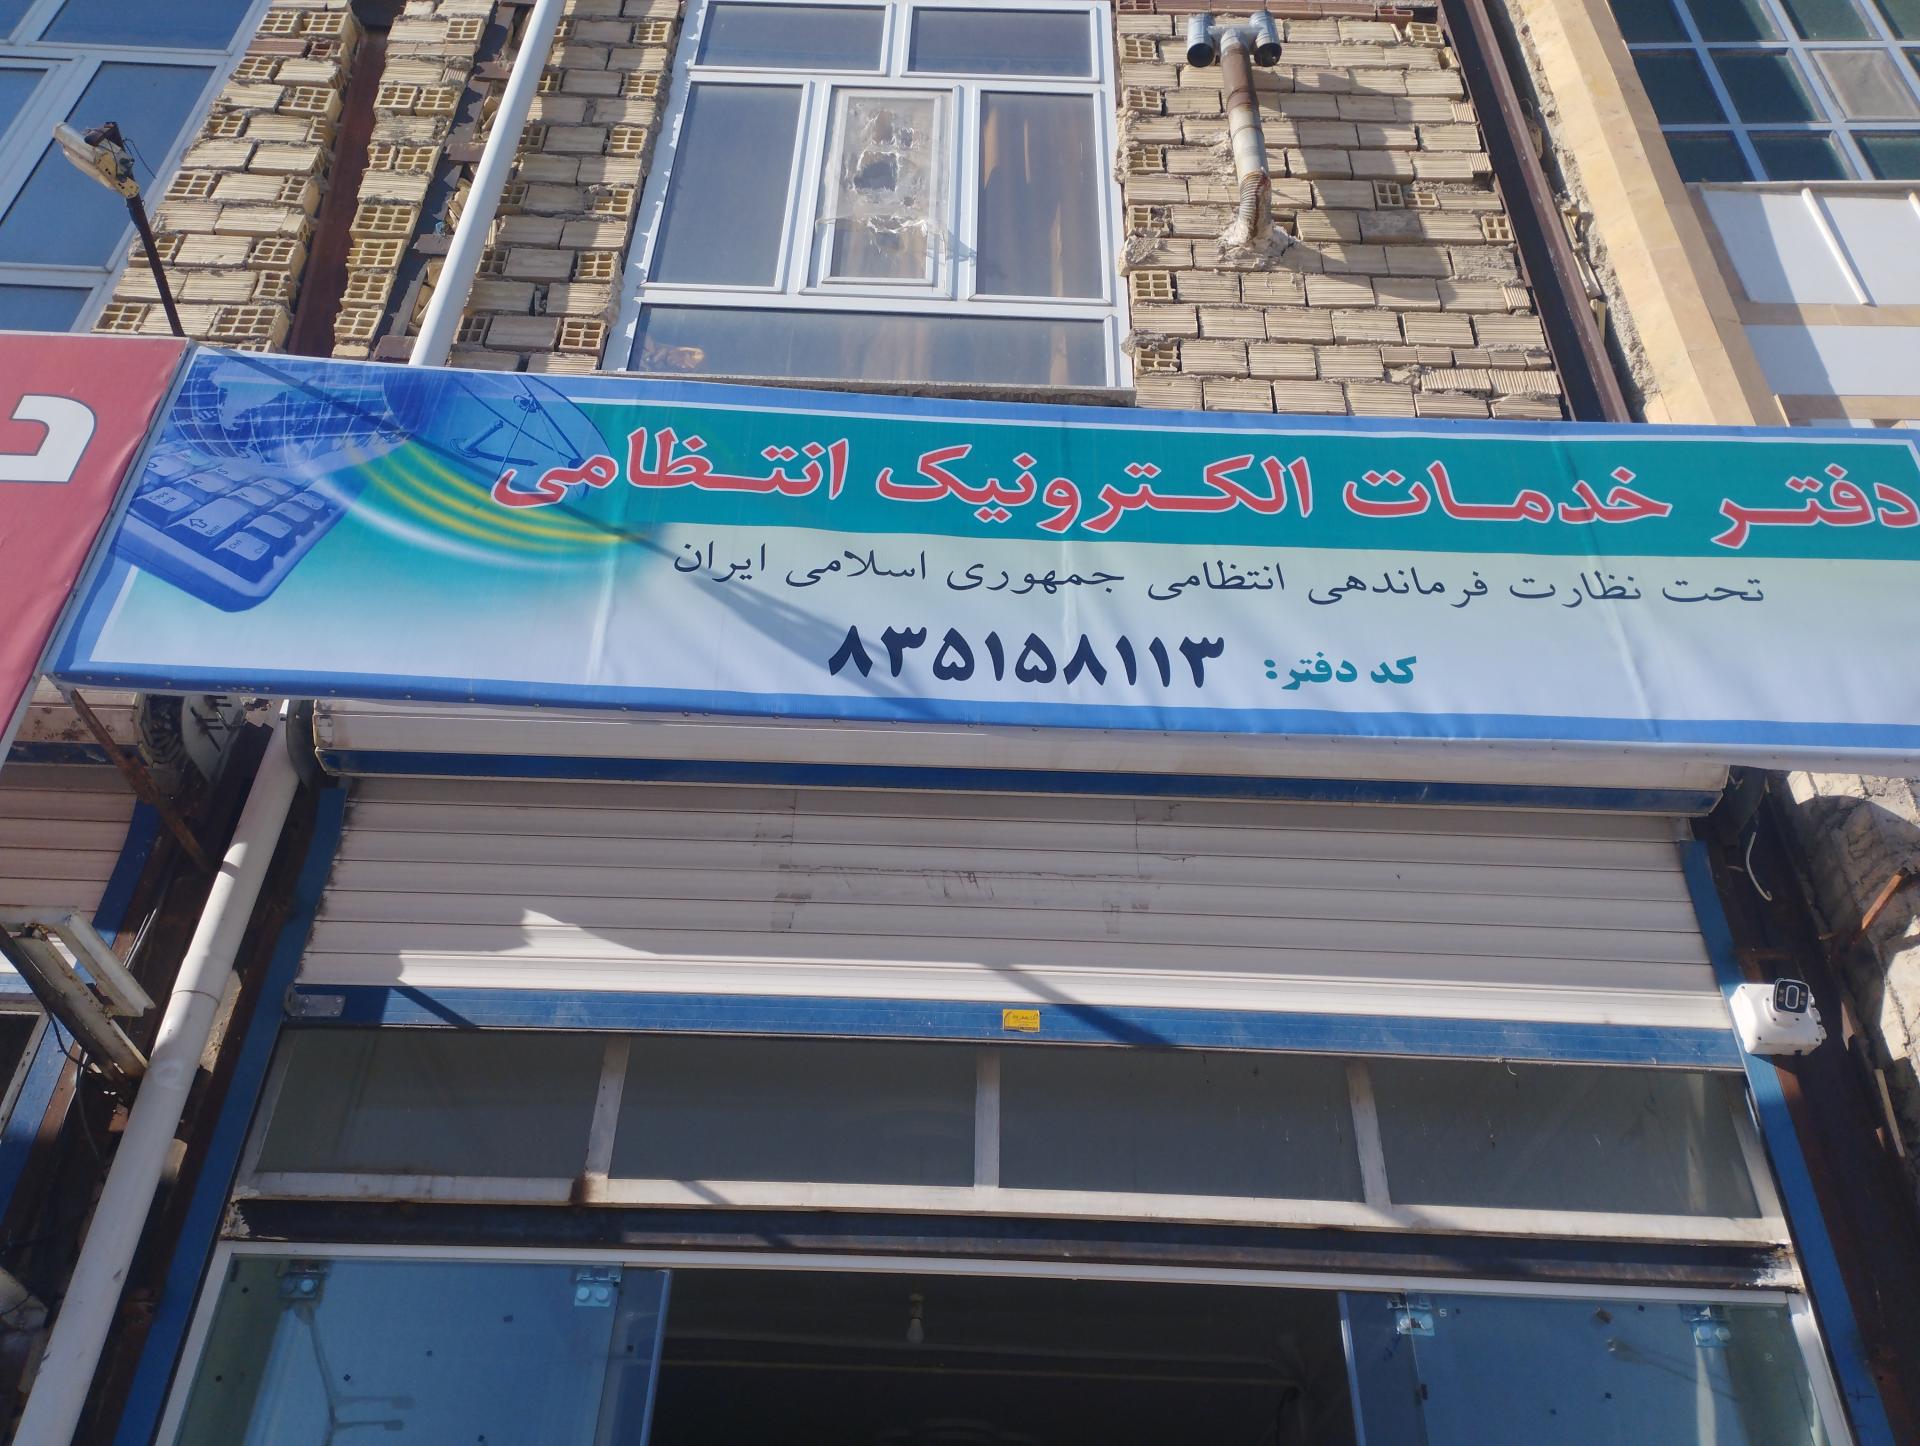 دفتر خدمات الکترونیک انتظامی
تحت نظارت فرماندهی انتظامی جمهوری اسلامی ایران
کد دفتر: ۸۳۵۱۵۸۱۱۳